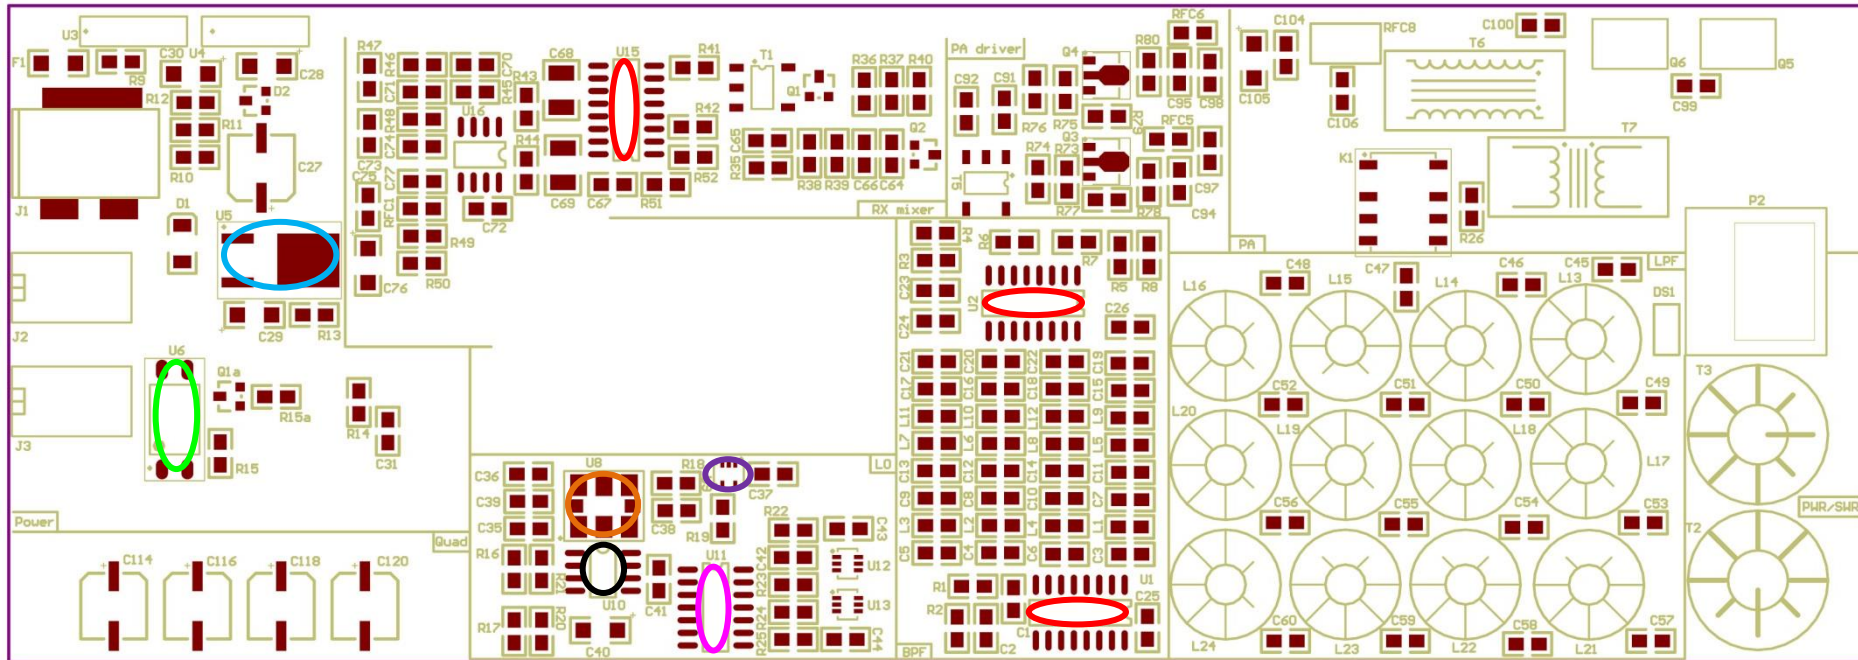 U3
F1
R9
C30
U4
C28
R12
D2
R11
R10
C27
J1
D1
U5
C29
R13
J2
U6
Q1a
R15a
R14
C31
R15
J3
Power
Quad
C114
C116
C118
C120
R47
R46
C71
R48
C74
C73
C75
C77
RFC1
R49
R50
C76
C70
R45
U16
C72
R43
R44
C68
C69
U15
C67
R51
R41
R42
R52
T1
Q1
C65
R35
R36
R37
R40
R38
R39
C66
C64
Q2
RX mixer
PA driver
C92
C91
R76
R75
Q4
R79
Q3
R74
R73
T5
R77
R78
R80
RFC6
C95
C98
RFC5
C97
C94
PA
C105
C104
RFC8
C106
T6
C100
Q6
Q5
C99
T7
K1
R26
P2
R4
R3
C23
C24
R6
R7
R5
R8
U2
C26
C21
C20
C22
C19
C17
C16
C18
C15
L11
L10
L12
L9
L7
L6
L8
L5
C13
C12
C14
C11
C9
C8
C10
C7
L3
L2
L4
L1
C5
C4
C6
C3
R1
R2
C1
C2
U1
C25
BPF
LO
C36
C39
C35
R16
R21
R17
R20
U8
U10
C40
C41
R18
C38
C37
R19
U11
R22
C42
R23
R24
R25
C43
U12
U13
C44
LPF
DS1
L16
C48
L15
C47
L14
C46
L13
C45
L20
C52
L19
C51
C50
L18
C49
L17
C56
C55
C54
C53
L24
C60
L23
C59
L22
C58
L21
C57
T3
T2
PWR/SWR